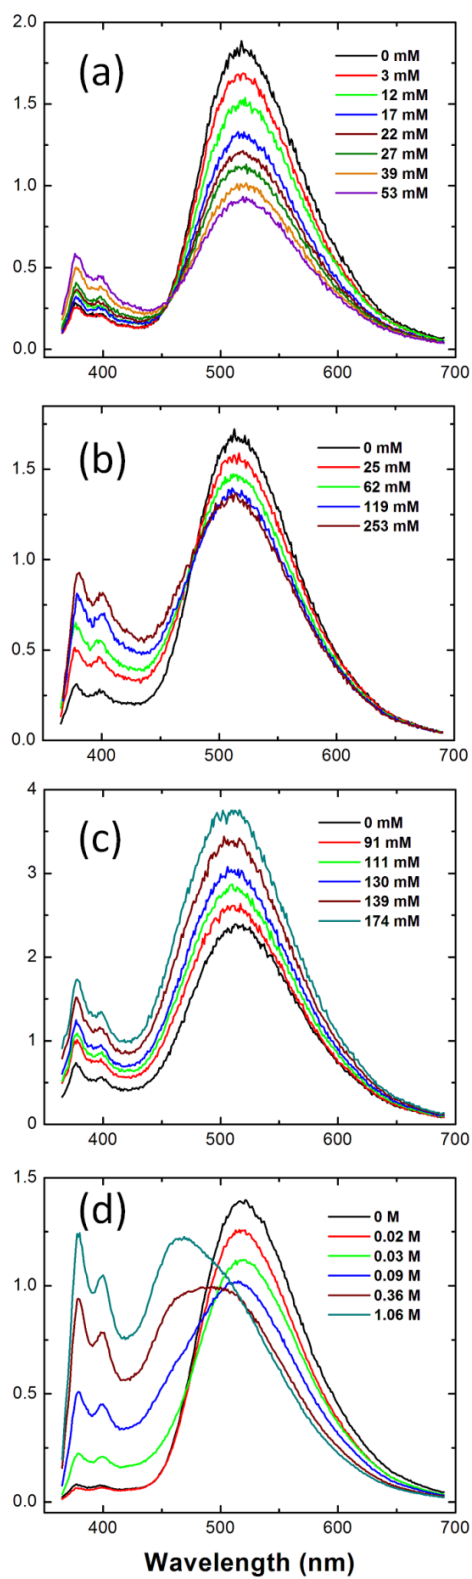 2.0
(a)
0 mM
3 mM
12 mM
1.5
17 mM
22 mM
27 mM
39 mM
1.0
53 mM
0.5
0.0
400 500 600 700
(b)
0 mM
1.5
25 mM
62 mM
119 mM
253 mM
1.0
0.5
0.0
400 500 600 700
4
(c)
0 mM
91 mM
111 mM
3
130 mM
139 mM
174 mM
2
1
0
400 500 600 700
1.5
(d)
0 M
0.02 M
0.03 M
0.09 M
1.0
0.36 M
1.06 M
0.5
0.0
400 500 600 700
Wavelength (nm)